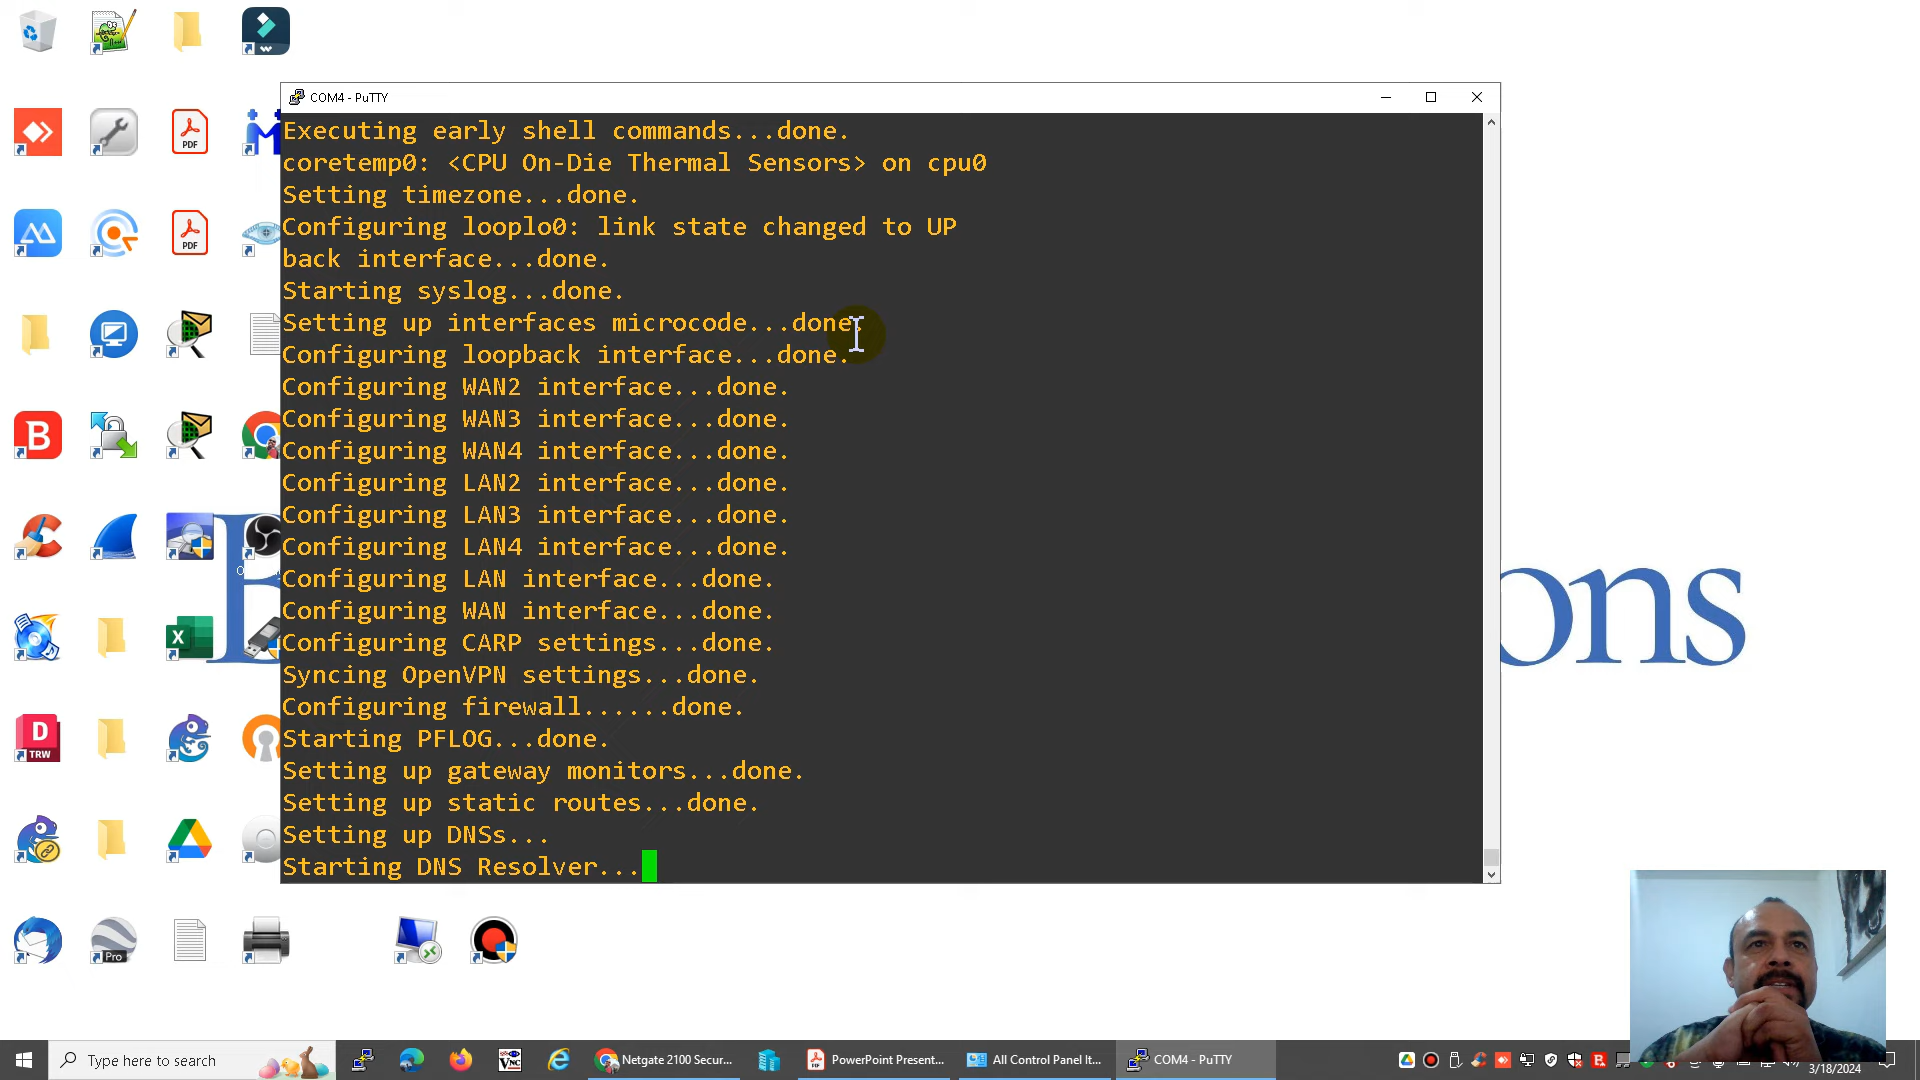 COM4 - PuTTY
Executing early shell commands...done.
coretemp0: <CPU On-Die Thermal Sensors> on cpu0
Setting timezone...done.
Configuring looplo0: link state changed to UP
back interface...done.
Starting syslog...done.
Setting up interfaces microcode...done.
Configuring loopback interface...done.
Configuring WAN2 interface...done.
Configuring WAN3 interface...done.
Configuring WAN4 interface...done.
Configuring LAN2 interface...done.
Configuring LAN3 interface...done.
Configuring LAN4 interface...done.
Configuring LAN interface...done.
Configuring WAN interface...done.
Configuring CARP settings...done.
Syncing OpenVPN settings...done.
Configuring firewall......done.
Starting PFLOG...done.
Setting up gateway monitors...done.
Setting up static routes...done.
Setting up DNSs...
Starting DNS Resolver...
PDF
PDF
B
ons
D
TRW
Pro
Type here to search
Netgate 2100 Secur...
PowerPoint Present...
All Control Panel It...
COM4 - PuTTY
3/18/2024